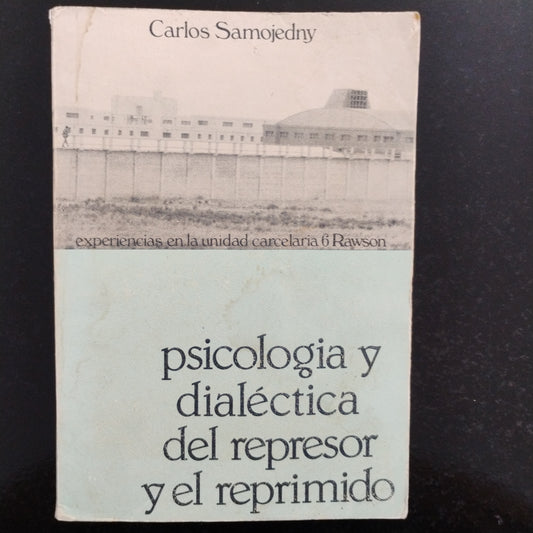 Carlos Samojedny
experiencias en la unidad carcelaria 6 Rawson
psicologia y
dialéctica
del represor
y el reprimido